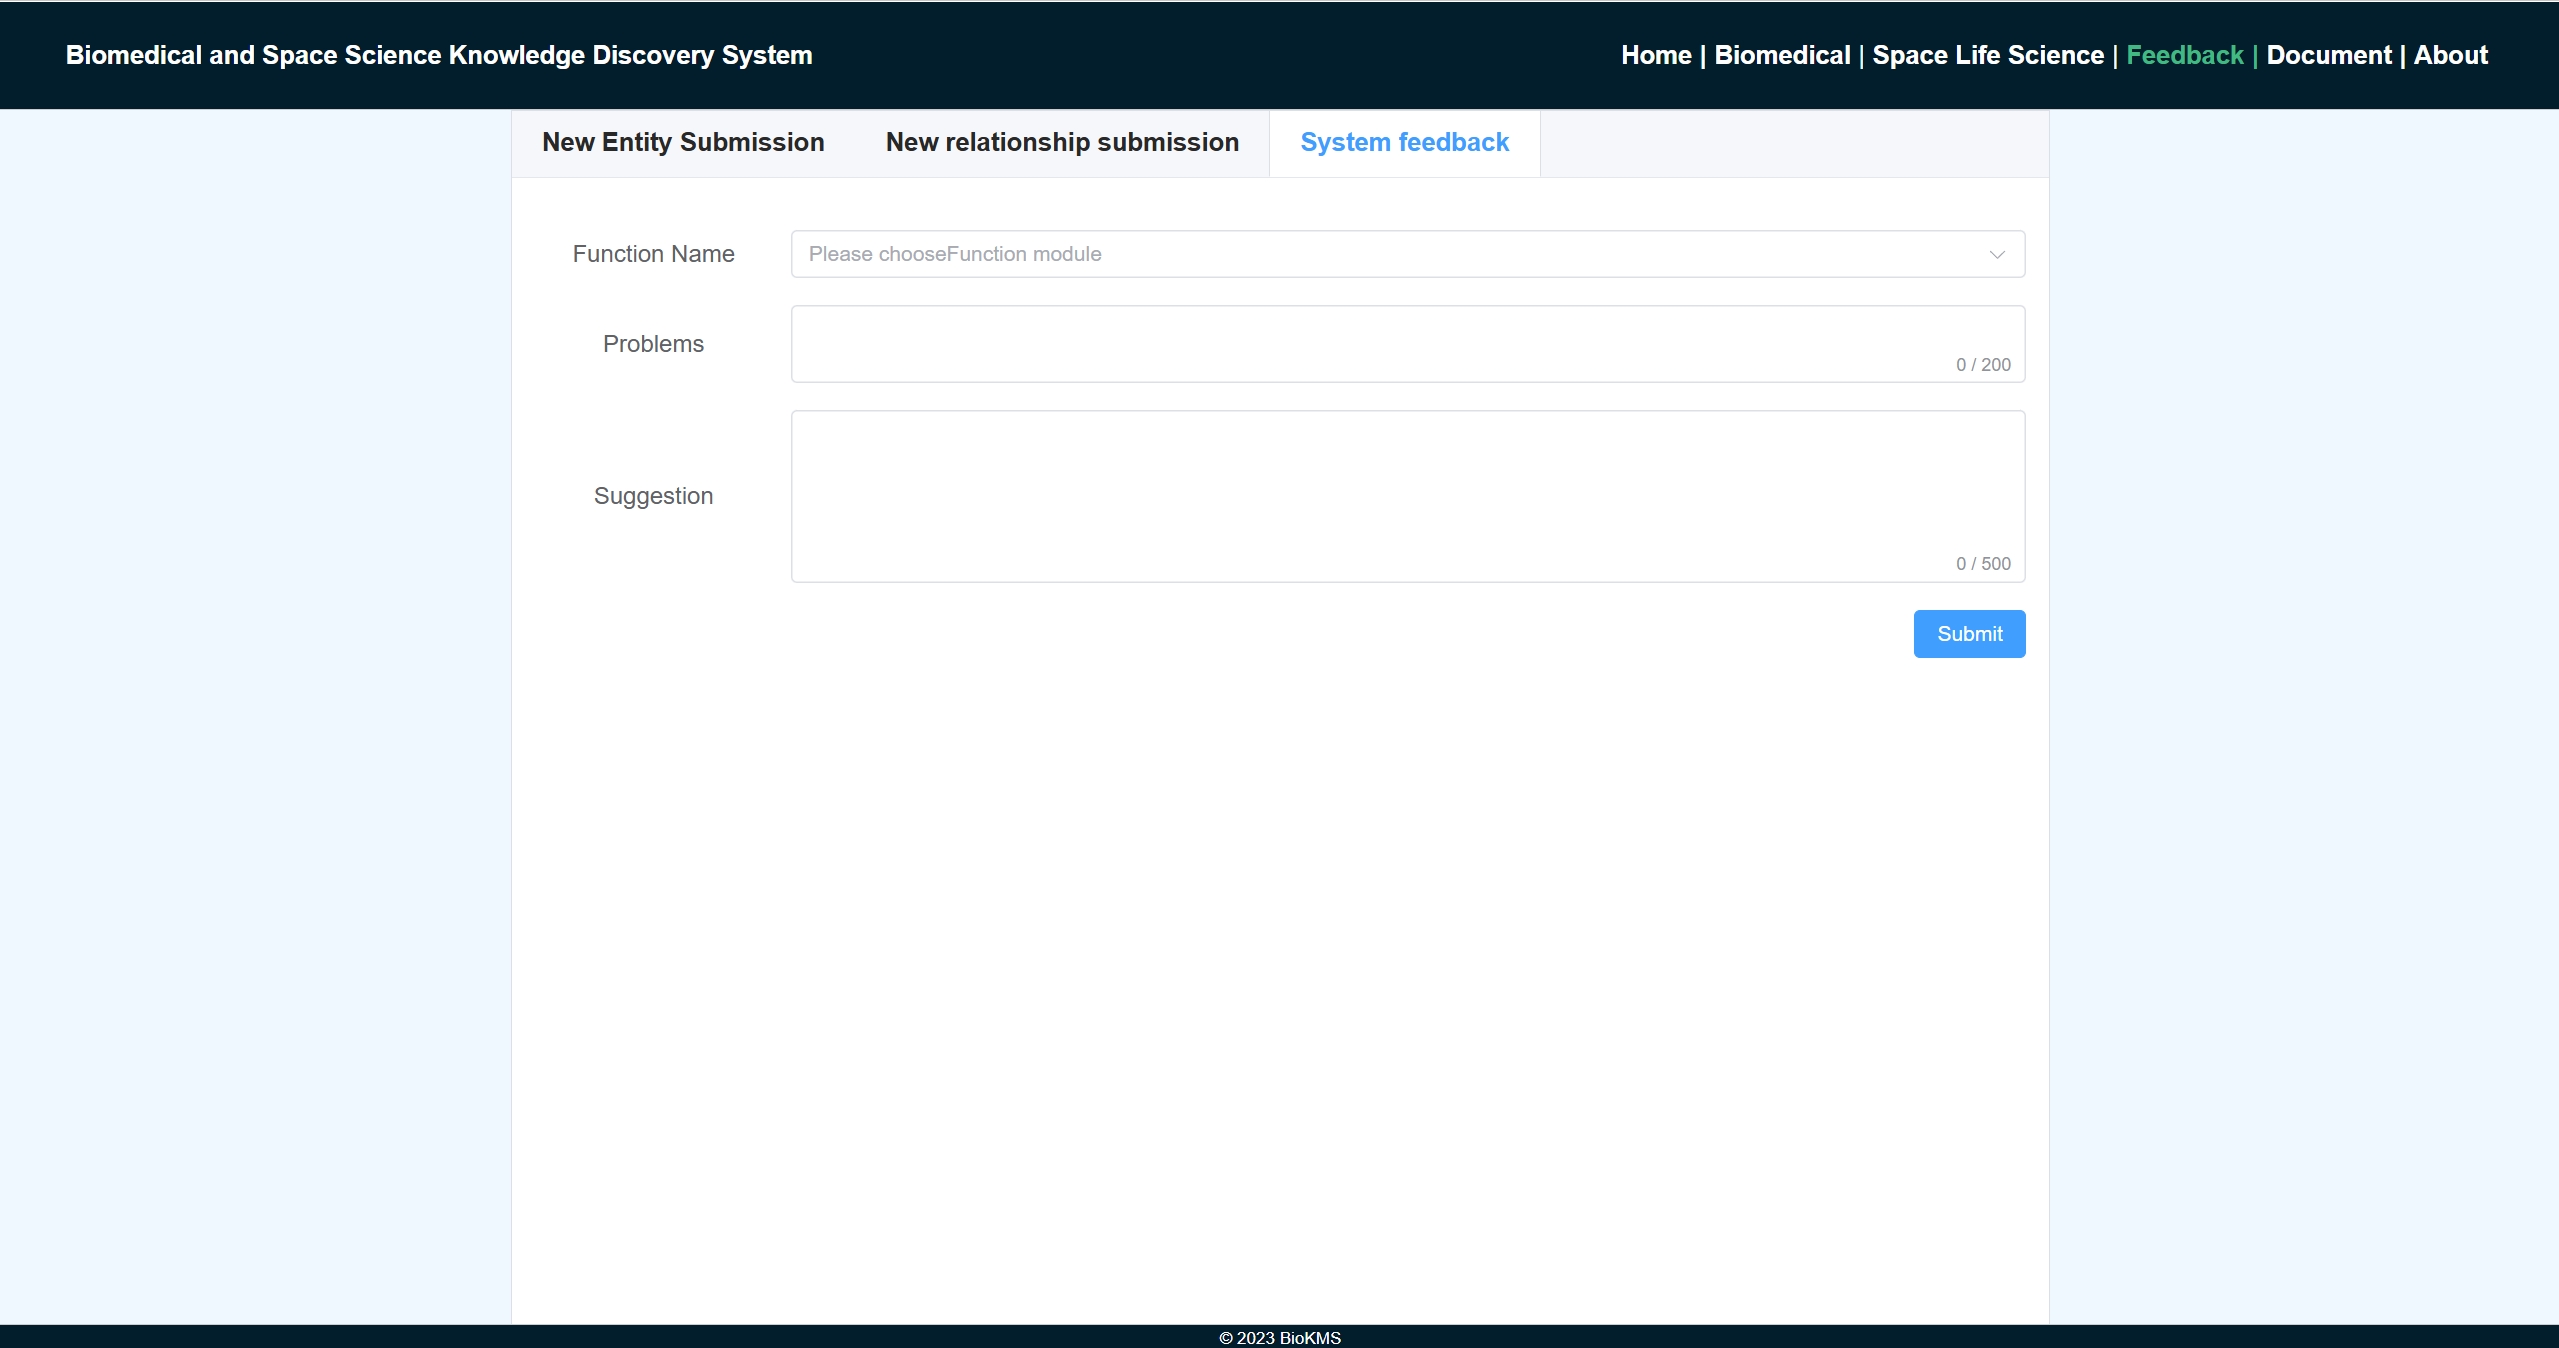 Biomedical and Space Science Knowledge Discovery System
Home | Biomedical | Space Life Science | Feedback | Document | About
New Entity Submission New relationship submission System feedback
Function Name Please chooseFunction module
Problems
0 / 200
Suggestion
0 / 500
Submit
© 2023 BioKMS